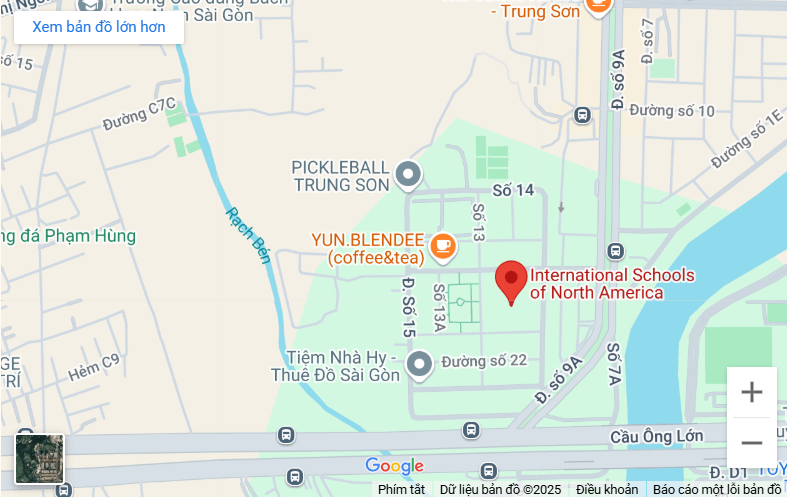 Trường Cao đẳng Bách
Nam Sài Gòn
- Trung Sơn
Xem bản đồ lớn hơn
số 15
Đường C7C
Đ. số 9A
số 7
Đường số 10
Đường số 1E
PICKLEBALL
TRUNG SON
Số 14
Số 13
Rạch Bén
ng đá Phạm Hùng
YUN.BLENDEE
(coffee&tea)
International Schools
of North America
Đ. Số 15
Số 13A
Tiệm Nhà Hy -
Thuê Đồ Sài Gòn
Đường số 22
Đ. số 9A
Số 7A
GE
TRÍ
Hẻm C9
Cầu Ông Lớn
Google
Đ. D1
TOY
Phím tắt
Dữ liệu bản đồ ©2025
Điều khoản
Báo cáo một lỗi bản đồ